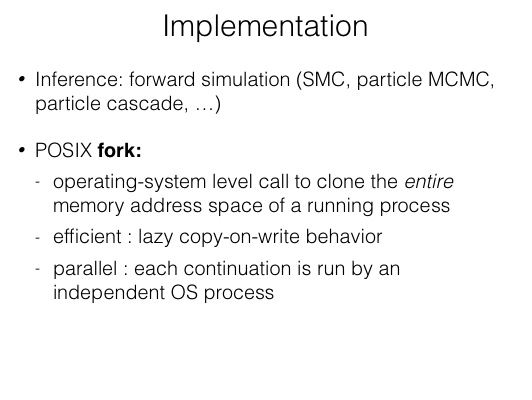 Implementation
• Inference: forward simulation (SMC, particle MCMC,
particle cascade, …)
• POSIX fork:
- operating-system level call to clone the entire
memory address space of a running process
- efficient : lazy copy-on-write behavior
- parallel : each continuation is run by an
independent OS process